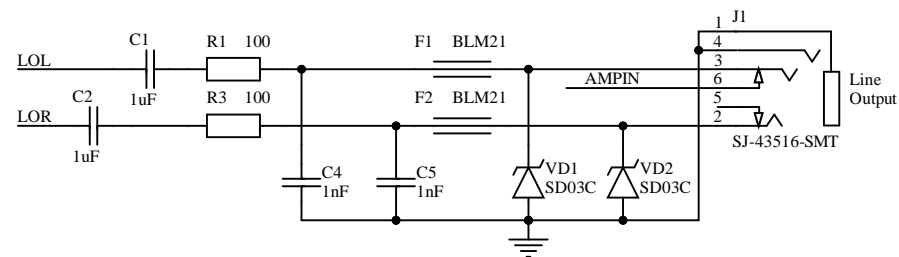 J1
C1
R1 100
F1 BLM21
1
4
LOL
3
Line
Output
1uF
AMPIN
6
C2
R3 100
F2 BLM21
5
LOR
2
1uF
SJ-43516-SMT
C4
1nF
C5
1nF
VD1
SD03C
VD2
SD03C